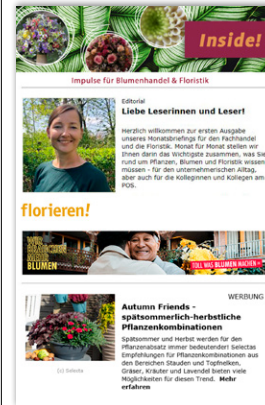 Inside!
Impulse für Blumenhandel & Floristik
Editorial
Liebe Leserinnen und Leser!
Herzlich willkommen zur ersten Ausgabe
unseres Monatsbriefings für den Fachhandel
und die Floristik. Monat für Monat stellen wir
Ihnen darin das Wichtigste zusammen, was Sie
rund um Pflanzen, Blumen und Floristik wissen
müssen - für den unternehmerischen Alltag,
aber auch für die Kolleginnen und Kollegen am
POS.
florieren!
WIR
BRAUCHEN
MEHR
BLUMEN
SOLL WAS BLUMEN MACHEN
WERBUNG
Autumn Friends -
spätsommerlich-herbstliche
Pflanzenkombinationen
Spätsommer und Herbst werden für den
Pflanzenabsatz immer bedeutender! Selectas
Empfehlungen für Pflanzenkombinationen aus
den Bereichen Stauden und Topfnelken,
Gräser, Kräuter und Lavendel bieten viele
Möglichkeiten für diesen Trend. Mehr
erfahren
(c) Selecta